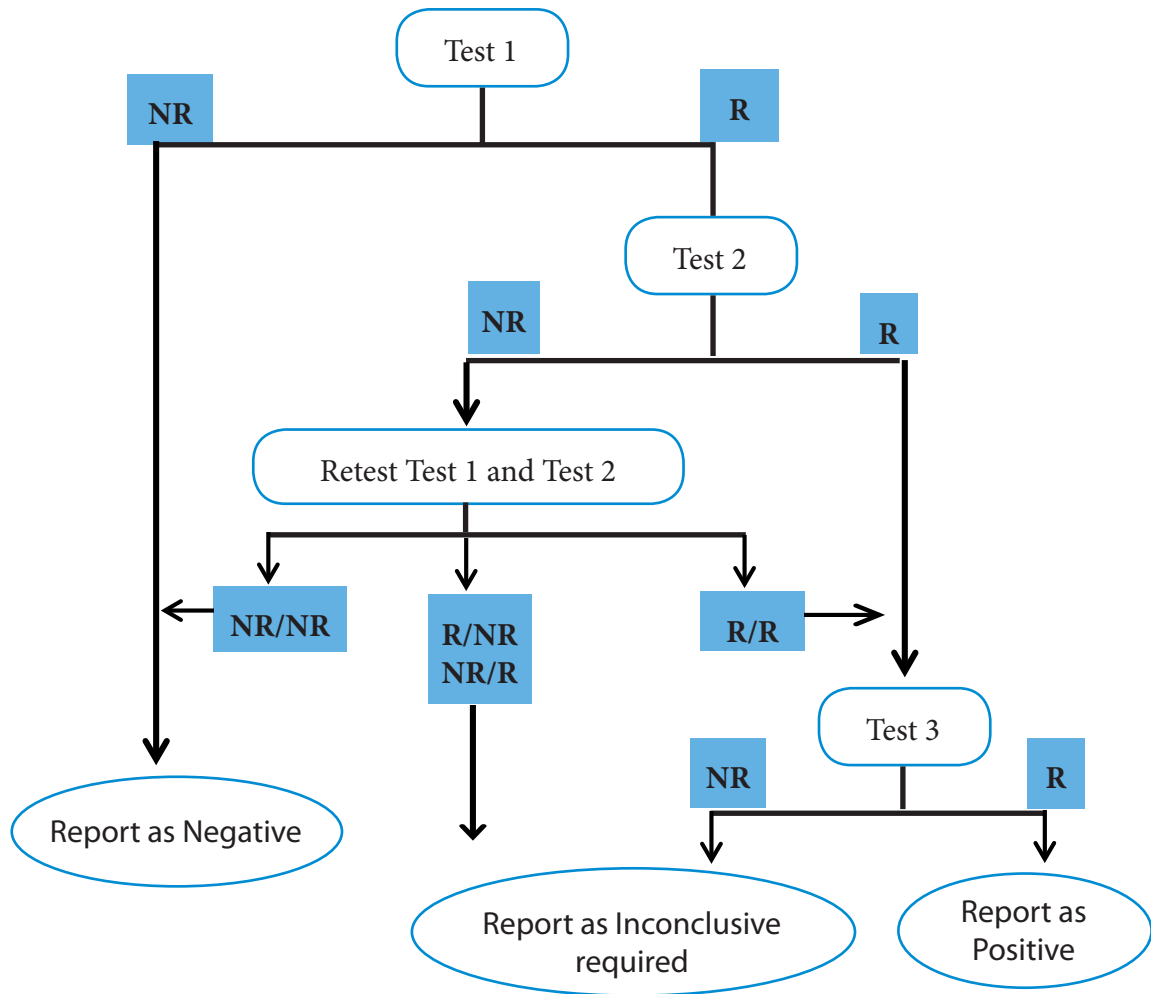 Test 1
NR
R
Test 2
NR
R
Retest Test 1 and Test 2
NR/NR
R/NR
NR/R
R/R
Test 3
NR
R
Report as Negative
Report as Inconclusive
required
Report as
Positive